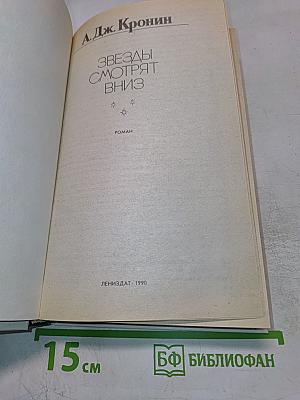 А. Дж. Кронин
ЗВЕЗДЫ
СМОТРЯТ
ВНИЗ
РОМАН
ЛЕНИЗДАТ · 1990
15 см
БФ БИБЛИОФАН